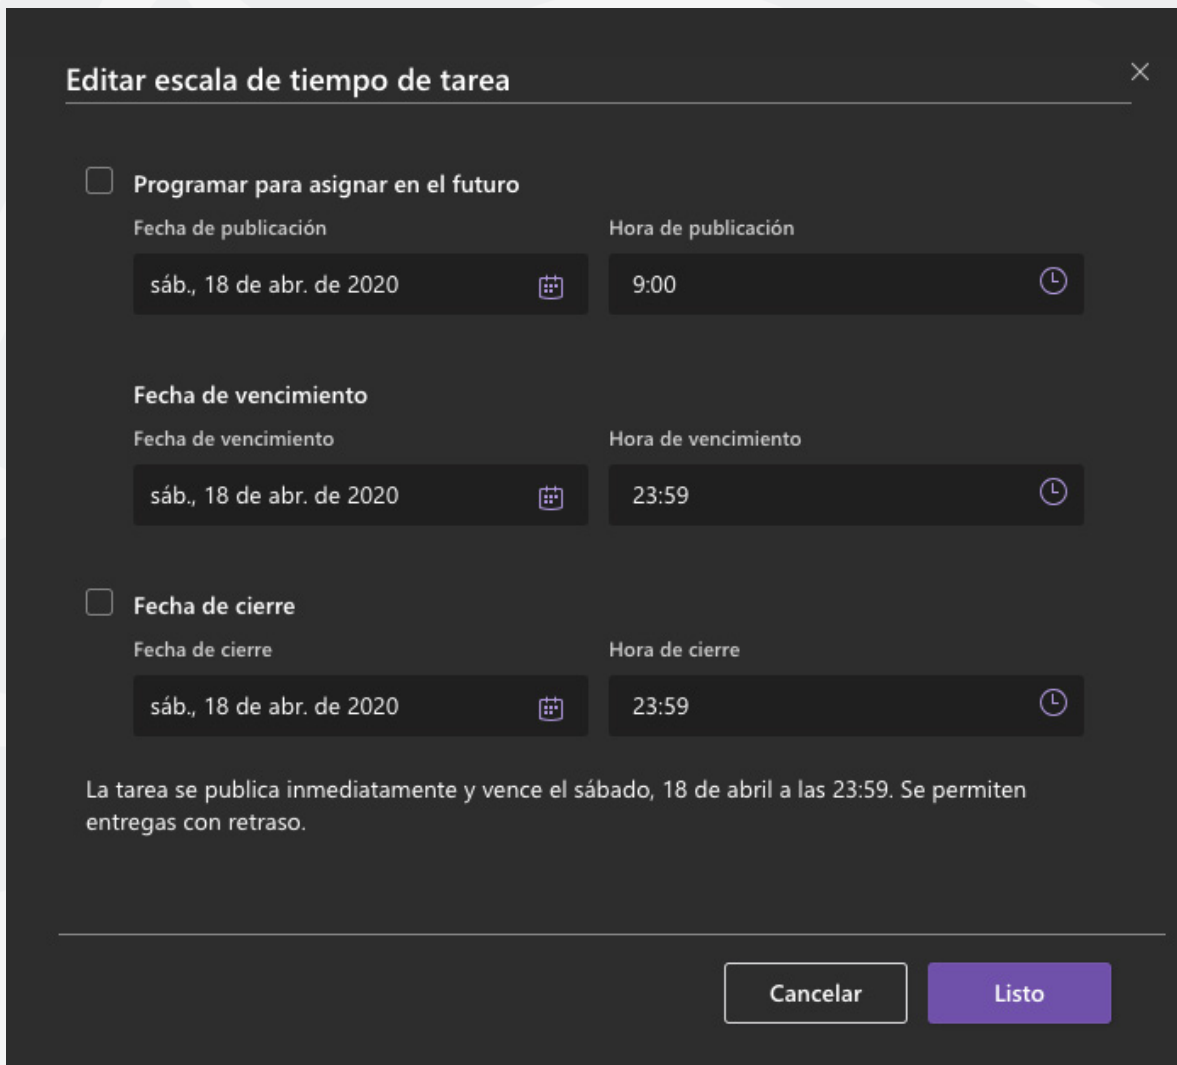 Editar escala de tiempo de tarea
Programar para asignar en el futuro
Fecha de publicación
Hora de publicación
sáb., 18 de abr. de 2020
9:00
Fecha de vencimiento
Fecha de vencimiento
Hora de vencimiento
sáb., 18 de abr. de 2020
23:59
Fecha de cierre
Fecha de cierre
Hora de cierre
sáb., 18 de abr. de 2020
23:59
La tarea se publica inmediatamente y vence el sábado, 18 de abril a las 23:59. Se permiten
entregas con retraso.
Cancelar
Listo